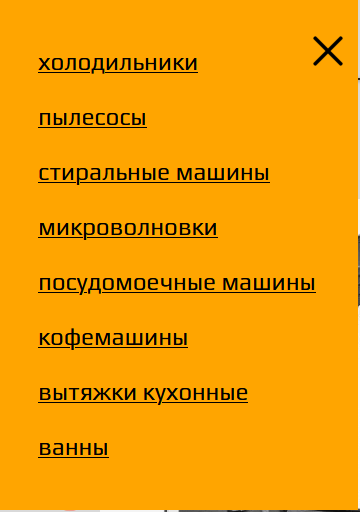 холодильники
пылесосы
стиральные машины
микроволновки
посудомоечные машины
кофемашины
вытяжки кухонные
ванны